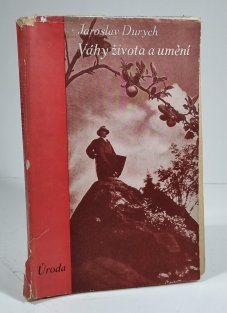 Jaroslav Durych
Váhy života a umění
Úroda